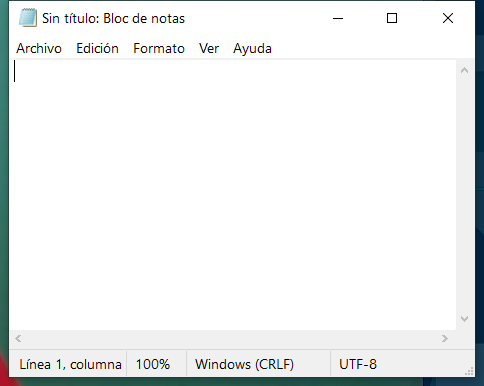 Sin título: Bloc de notas
Archivo Edición Formato Ver Ayuda
Línea 1, columna 100% Windows (CRLF) UTF-8